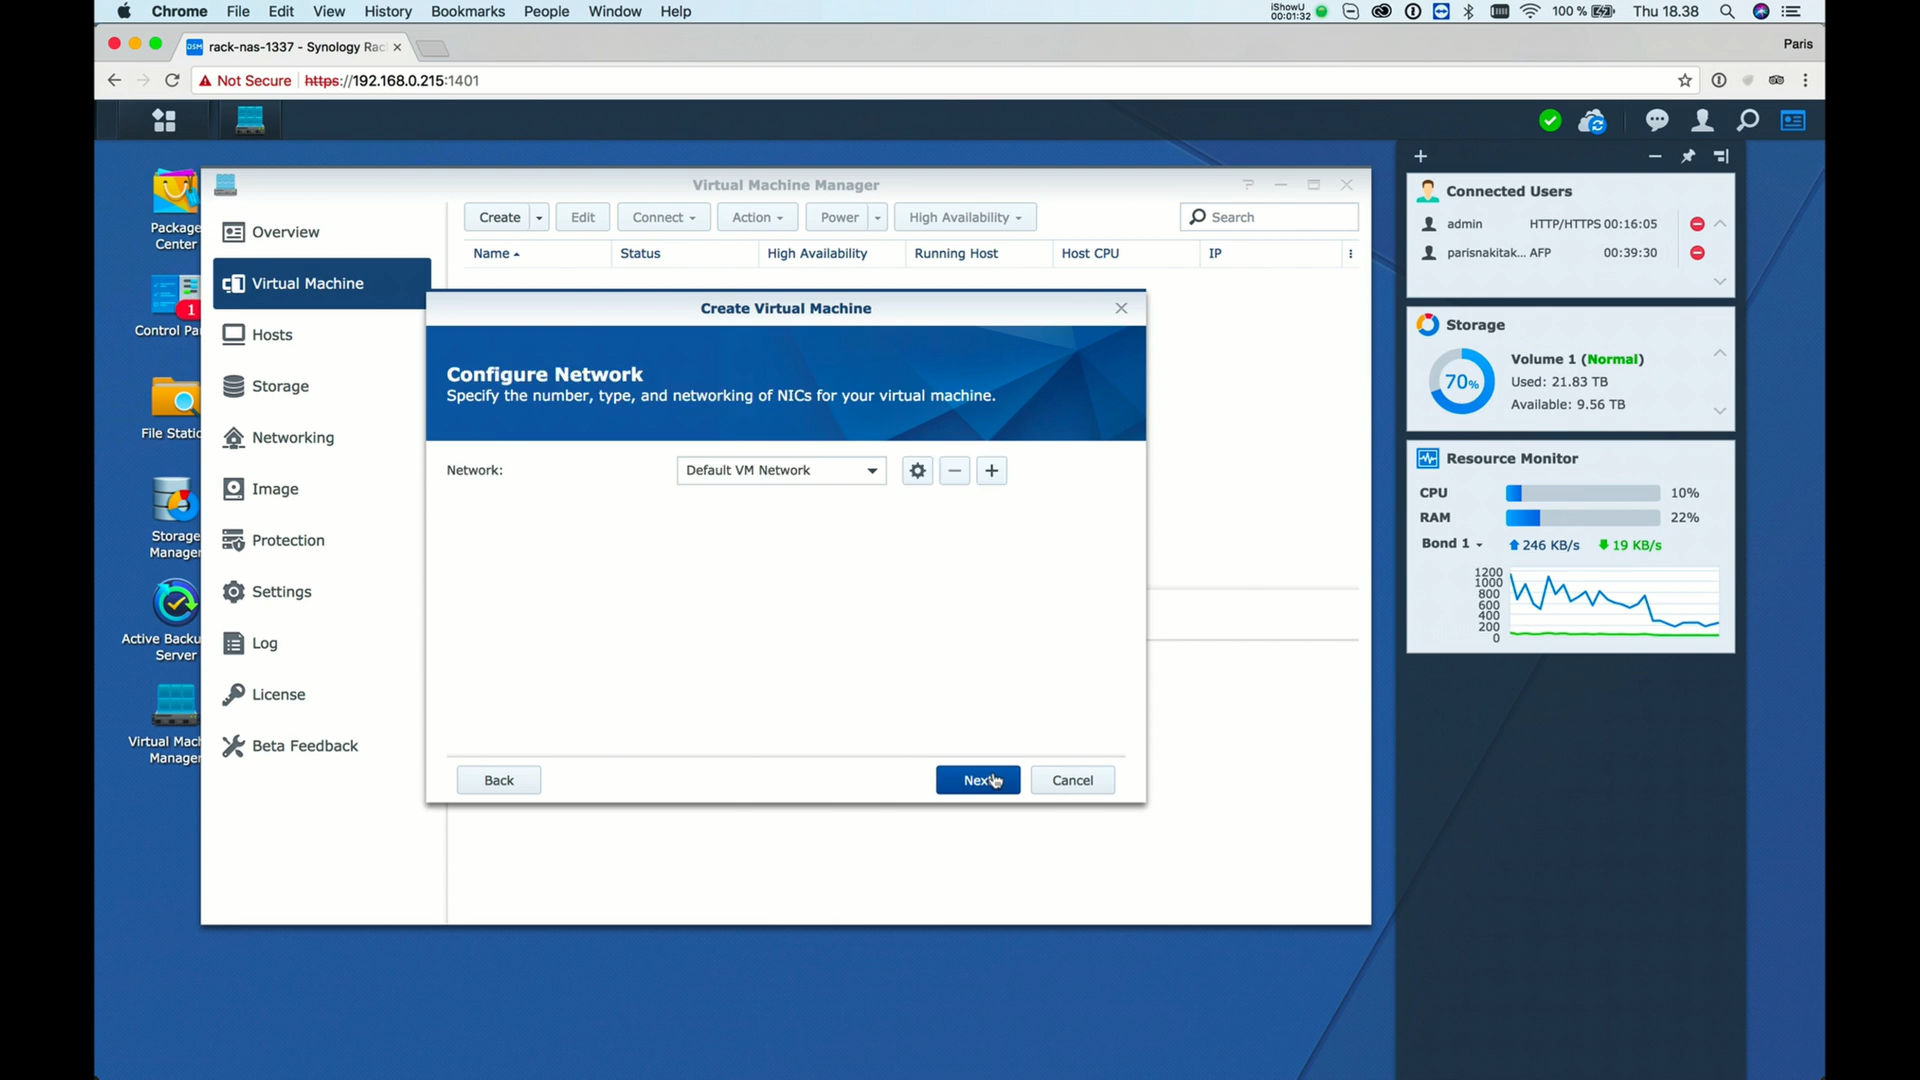 Chrome File Edit View History Bookmarks People Window Help
iShowU
00:01:32
100 % Thu 18.38
rack-nas-1337 - Synology Rac
Paris
Not Secure https://192.168.0.215:1401
Package
Center
Control Pa
1
File Static
Storage
Manager
Active Backu
Server
Virtual Mach
Manager
Virtual Machine Manager
Overview
Virtual Machine
Hosts
Storage
Networking
Image
Protection
Settings
Log
License
Beta Feedback
Create Edit Connect Action Power High Availability Search
Name Status High Availability Running Host Host CPU IP
Create Virtual Machine
Configure Network
Specify the number, type, and networking of NICs for your virtual machine.
Network: Default VM Network
Back Next Cancel
Connected Users
admin HTTP/HTTPS 00:16:05
parisnakitak... AFP 00:39:30
Storage
70%
Volume 1 (Normal)
Used: 21.83 TB
Available: 9.56 TB
Resource Monitor
CPU 10%
RAM 22%
Bond 1 246 KB/s 19 KB/s
1200
1000
800
600
400
200
0